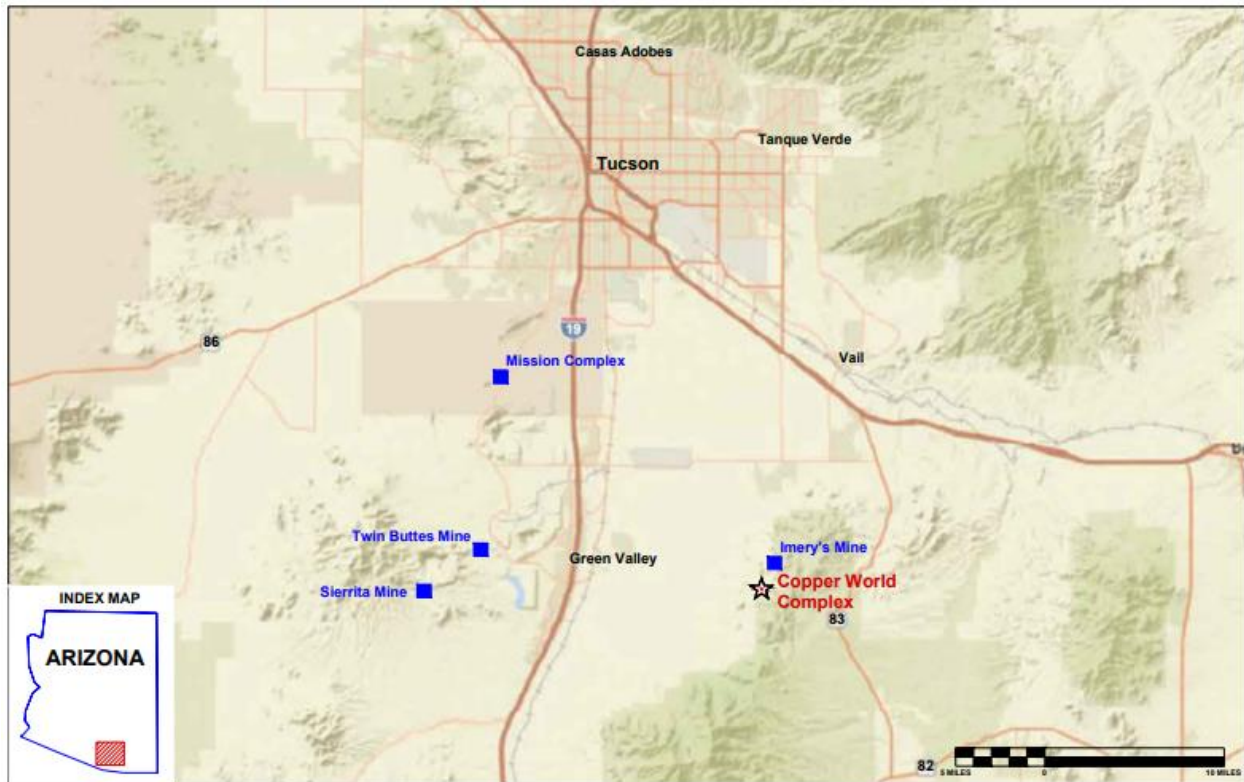 Casas Adobes
Tanque Verde
Tucson
19
86
Mission Complex
Vail
Twin Buttes Mine
Green Valley
Imery's Mine
Sierrita Mine
Copper World
Complex
83
INDEX MAP
ARIZONA
82
5 MILES 0 10 MILES